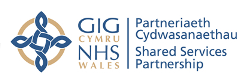 GIG
CYMRU
NHS
WALES
Partneriaeth
Cydwasanaethau
Shared Services
Partnership